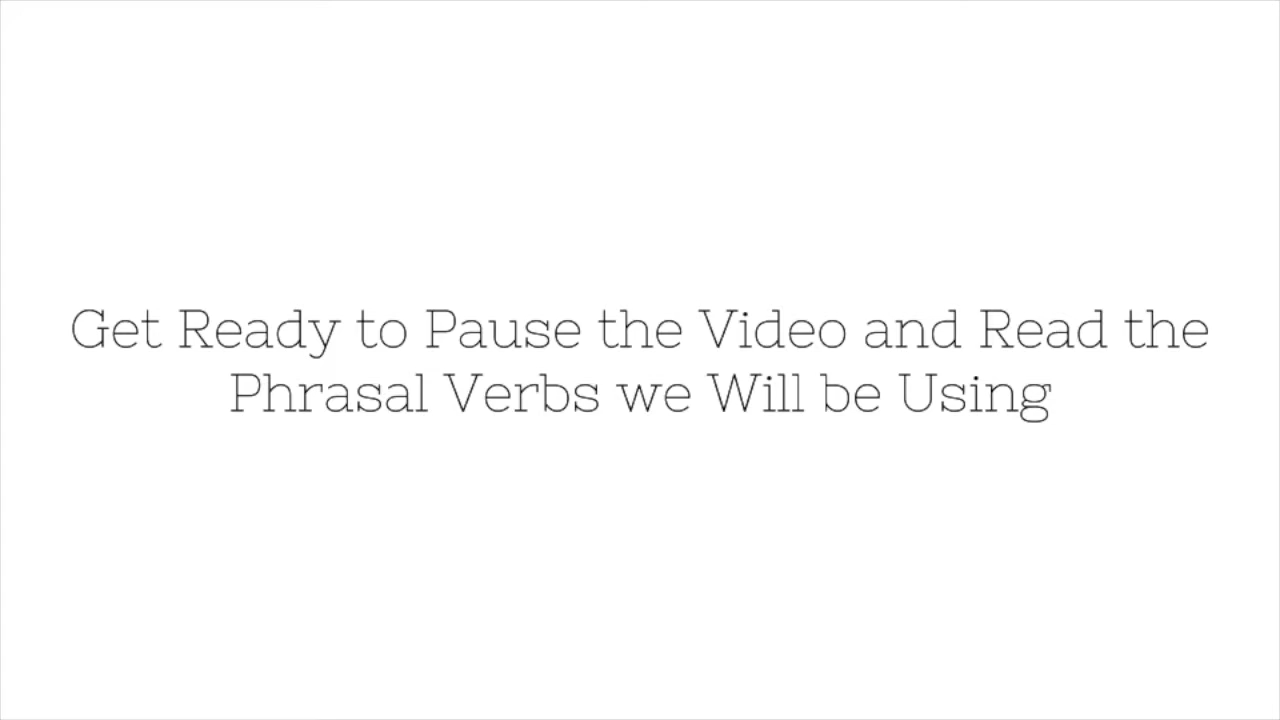 Get Ready to Pause the Video and Read the
Phrasal Verbs we Will be Using